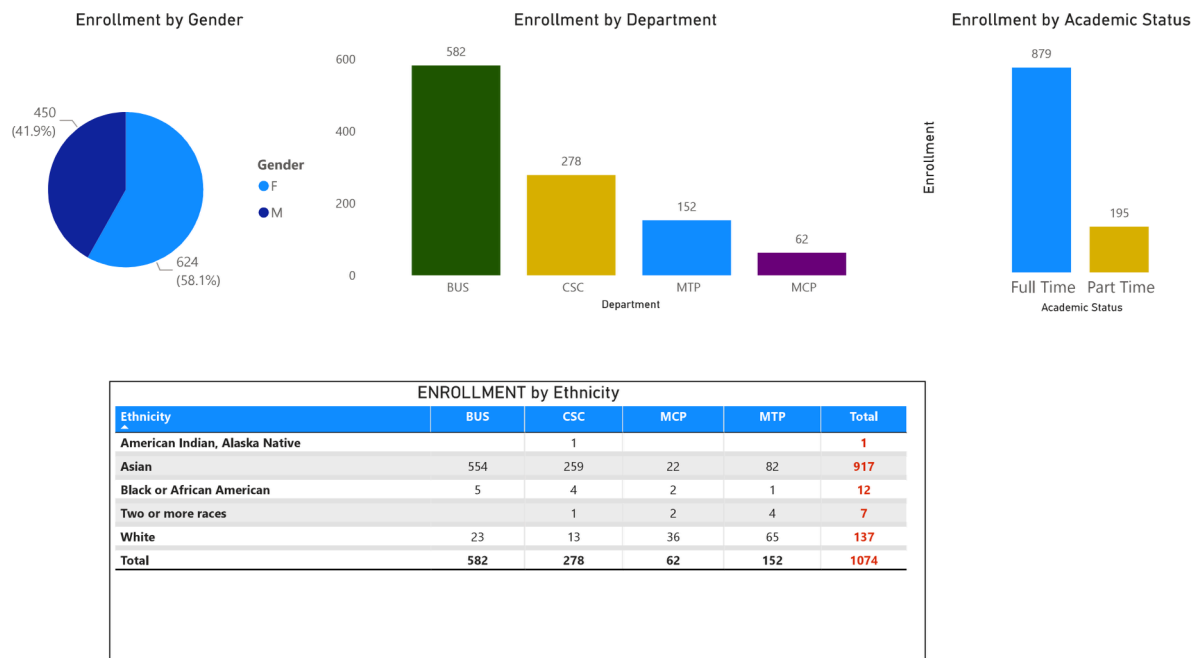 Enrollment by Gender
450
(41.9%)
624
(58.1%)
Gender
F
M
Enrollment by Department
600
400
200
0
582
278
152
62
BUS CSC MTP MCP
Department
Enrollment by Academic Status
Enrollment
879
195
Full Time Part Time
Academic Status
ENROLLMENT by Ethnicity
Ethnicity BUS CSC MCP MTP Total
American Indian, Alaska Native 1 1
Asian 554 259 22 82 917
Black or African American 5 4 2 1 12
Two or more races 1 2 4 7
White 23 13 36 65 137
Total 582 278 62 152 1074